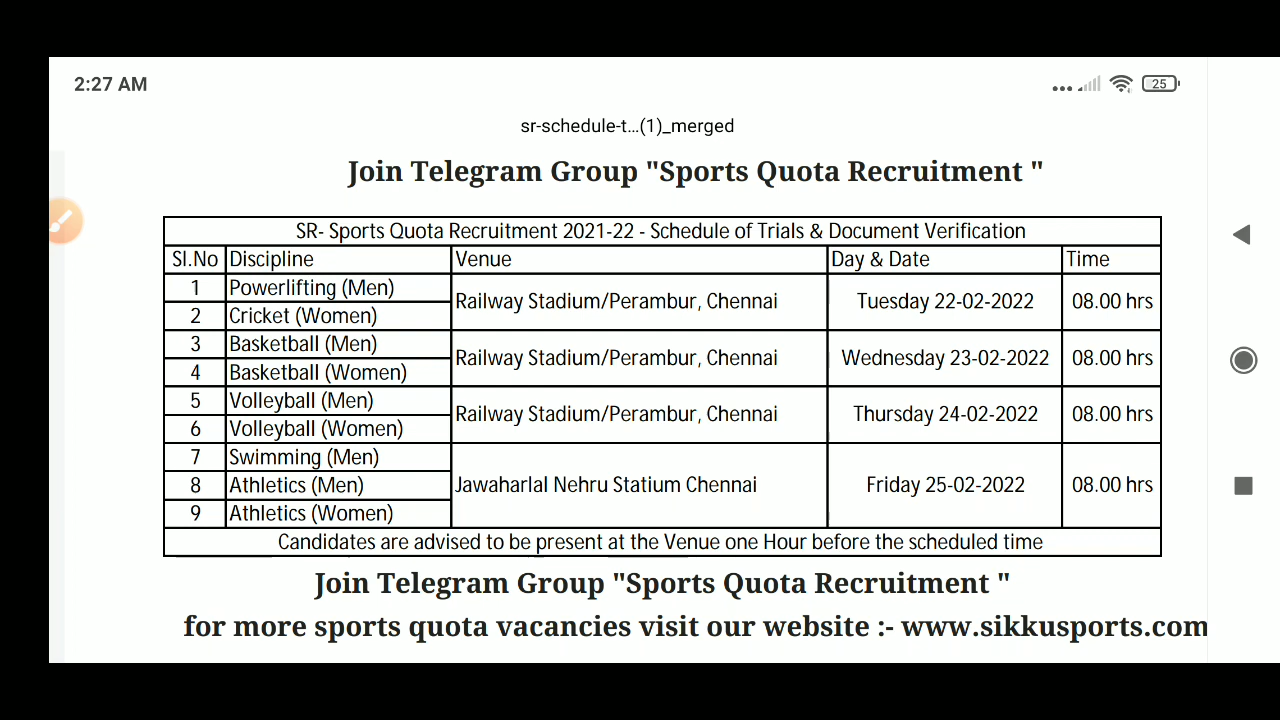 2:27 AM
25
sr-schedule-t...(1)_merged
Join Telegram Group "Sports Quota Recruitment "
SR- Sports Quota Recruitment 2021-22 - Schedule of Trials & Document Verification
Sl.No Discipline Venue Day & Date Time
1 Powerlifting (Men) Railway Stadium/Perambur, Chennai Tuesday 22-02-2022 08.00 hrs
2 Cricket (Women)
3 Basketball (Men) Railway Stadium/Perambur, Chennai Wednesday 23-02-2022 08.00 hrs
4 Basketball (Women)
5 Volleyball (Men) Railway Stadium/Perambur, Chennai Thursday 24-02-2022 08.00 hrs
6 Volleyball (Women)
7 Swimming (Men)
8 Athletics (Men) Jawaharlal Nehru Statium Chennai Friday 25-02-2022 08.00 hrs
9 Athletics (Women)
Candidates are advised to be present at the Venue one Hour before the scheduled time
Join Telegram Group "Sports Quota Recruitment "
for more sports quota vacancies visit our website :- www.sikkusports.com